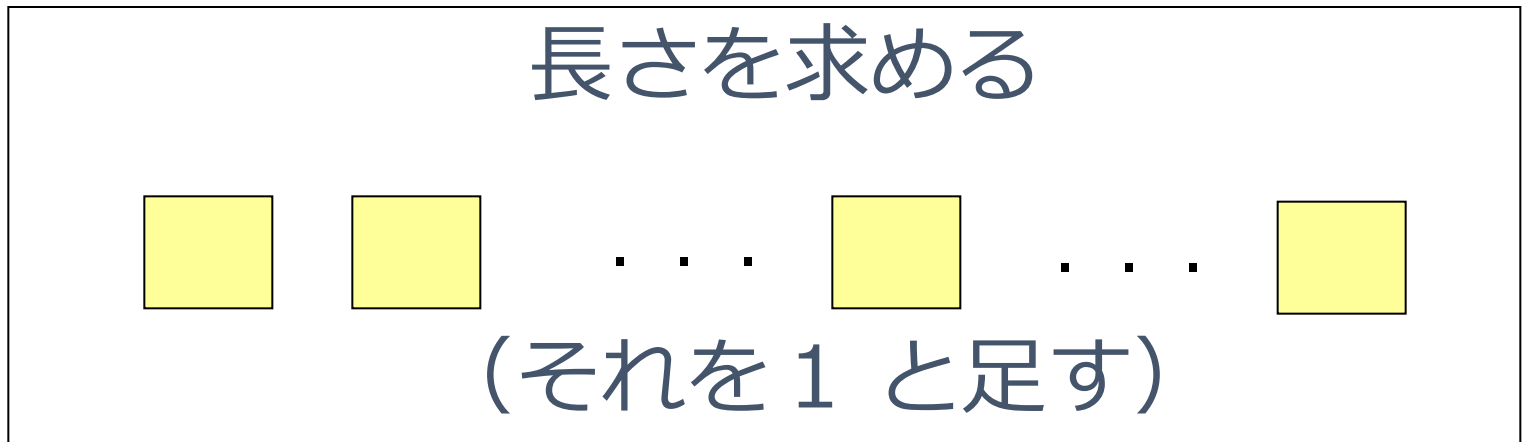 長さを求める
. . .
. . .
（それを１ と足す）